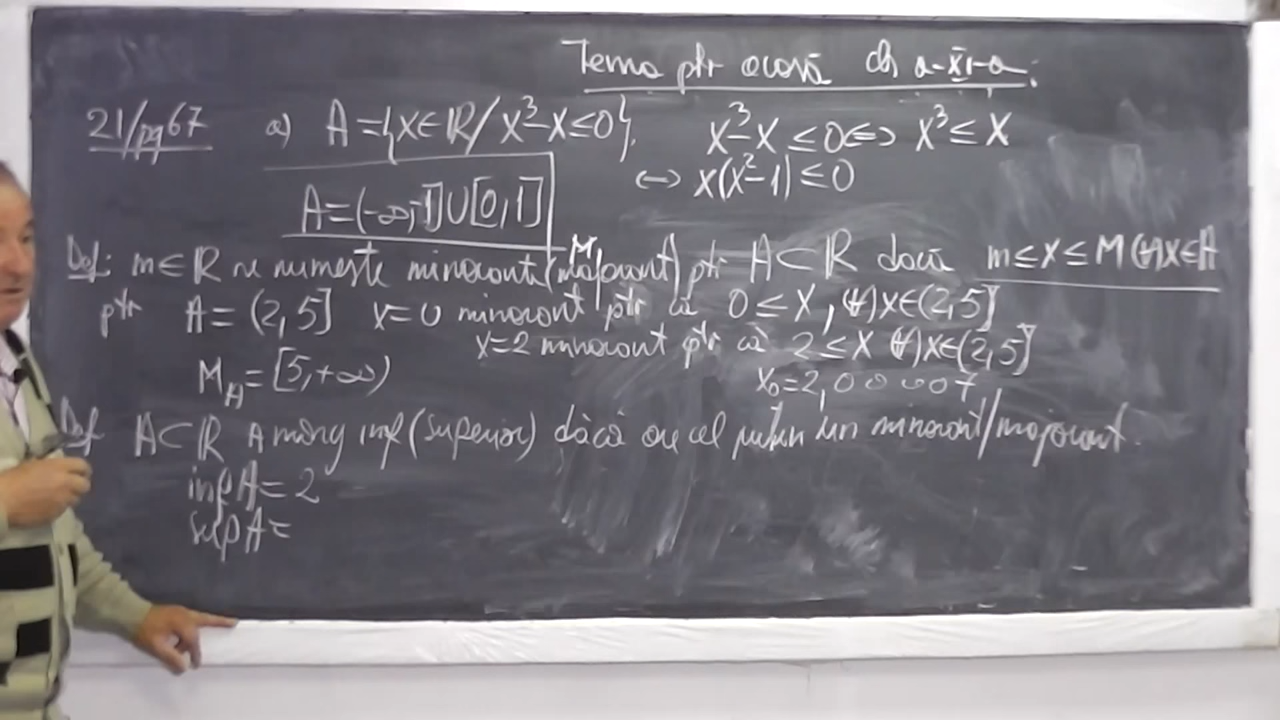 Tema ptr acasă cls a-XI-a:
21/pg67 a) A={x∈ℝ/ x³-x≤0}. x³-x≤0⇔ x³≤x
⇔ x(x²-1)≤0
A=(-∞,-1]∪[0,1]
Def: m∈ℝ se numește minorant (majorant) ptr A⊂ℝ dacă m≤x≤M (∀)x∈A
M
ptr A=(2,5] x=0 minorant ptr că 0≤x, (∀)x∈(2,5]
x=2 minorant ptr că 2≤x (∀)x∈(2,5]
M_A=[5,+∞) x₀=2,00007
Def A⊂ℝ A mărg inf (superior) dacă are cel puțin un minorant/majorant.
inf A=2
sup A=